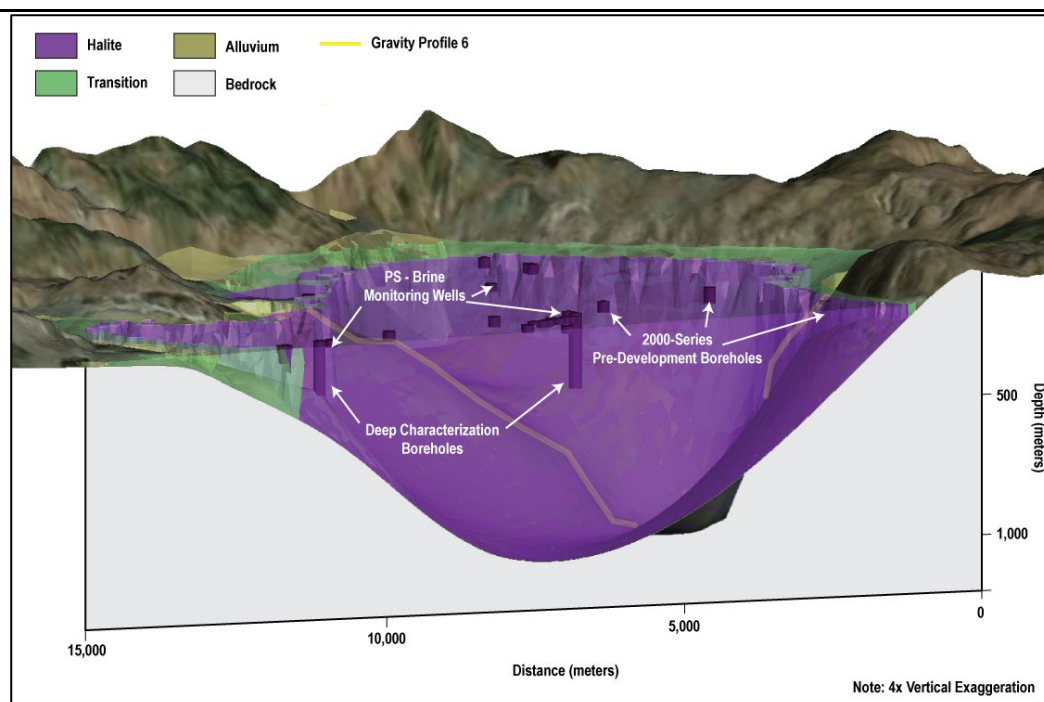 Halite
Alluvium
Gravity Profile 6
Transition
Bedrock
PS - Brine
Monitoring Wells
2000-Series
Pre-Development Boreholes
Deep Characterization
Boreholes
500
Depth (meters)
1,000
0
5,000
10,000
15,000
Distance (meters)
Note: 4x Vertical Exaggeration